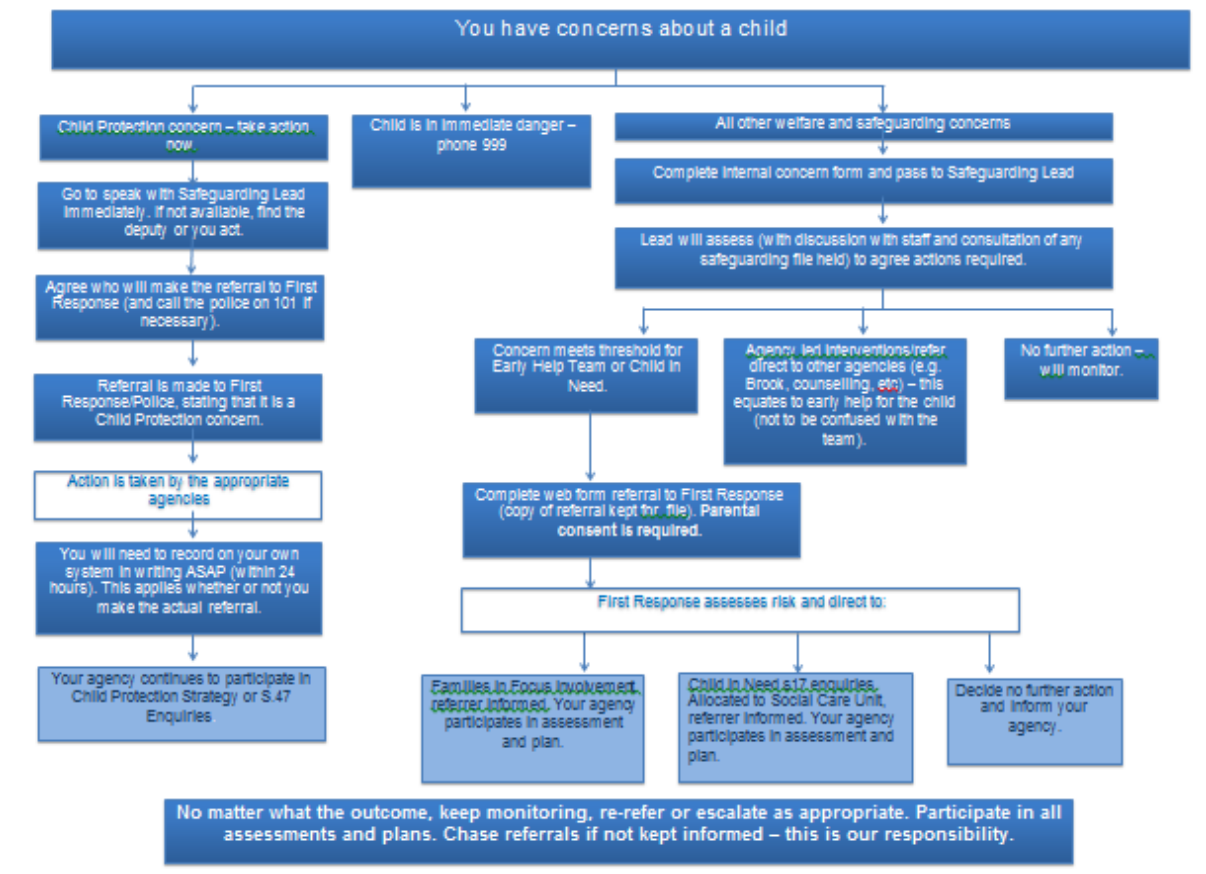 You have concerns about a child
Child Protection concern – take action
now.
Go to speak with Safeguarding Lead
immediately. If not available, find the
deputy or you act.
Agree who will make the referral to First
Response (and call the police on 101 if
necessary).
Referral is made to First
Response/Police, stating that it is a
Child Protection concern.
Action is taken by the appropriate
agencies
You will need to record on your own
system in writing ASAP (within 24
hours). This applies whether or not you
make the actual referral.
Your agency continues to participate in
Child Protection Strategy or S.47
Enquiries.
Child is in immediate danger –
phone 999
All other welfare and safeguarding concerns
Complete internal concern form and pass to Safeguarding Lead
Lead will assess (with discussion with staff and consultation of any
safeguarding file held) to agree actions required.
Concern meets threshold for
Early Help Team or Child in
Need.
Agency led interventions/refer
direct to other agencies (e.g.
Brook, counselling, etc) – this
equates to early help for the child
(not to be confused with the
team).
No further action –
will monitor.
Complete web form referral to First Response
(copy of referral kept for file). Parental
consent is required.
First Response assesses risk and direct to:
Families in Focus involvement,
referrer informed. Your agency
participates in assessment
and plan.
Child in Need s17 enquiries.
Allocated to Social Care Unit,
referrer informed. Your agency
participates in assessment and
plan.
Decide no further action
and inform your
agency.
No matter what the outcome, keep monitoring, re-refer or escalate as appropriate. Participate in all
assessments and plans. Chase referrals if not kept informed – this is our responsibility.